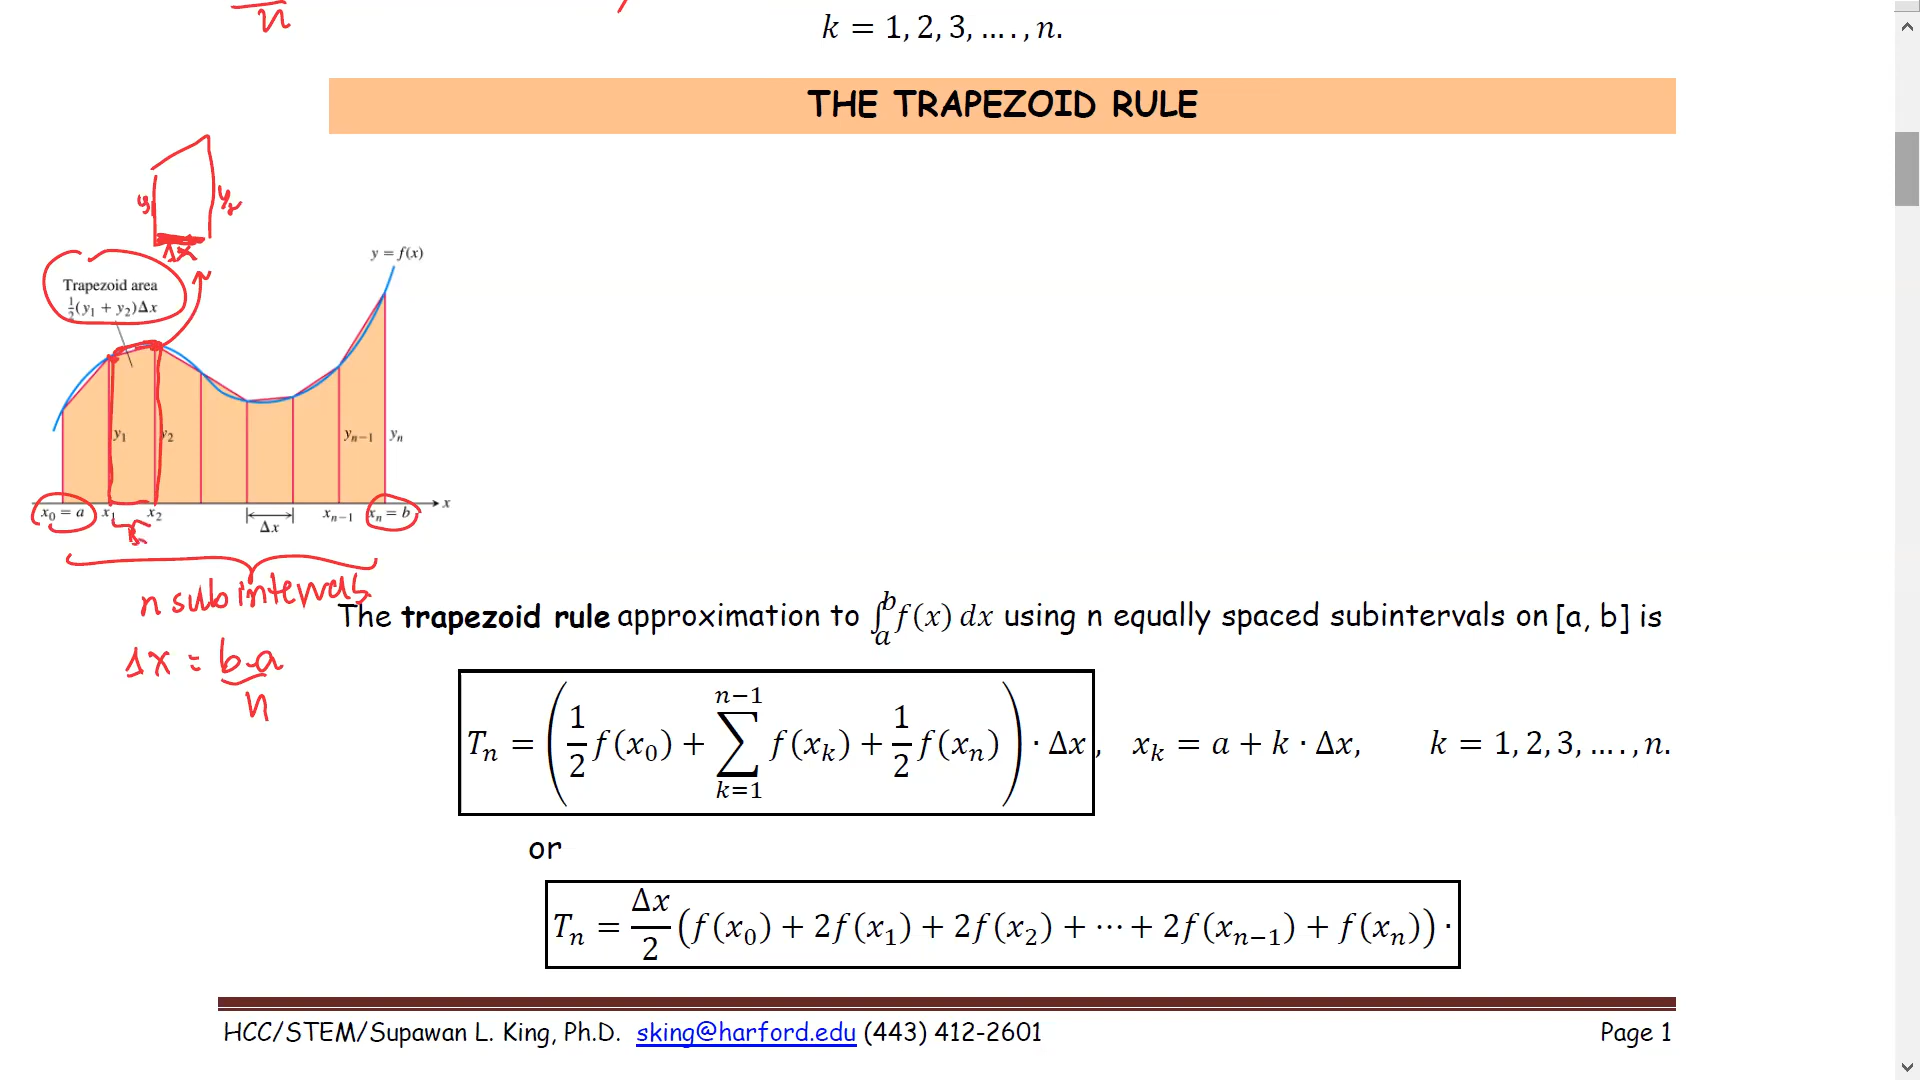 n
k = 1, 2, 3, …. , n.
THE TRAPEZOID RULE
y₁ y₂
Δx
y = f(x)
Trapezoid area
½(y₁ + y₂)Δx
y₁ y₂ yₙ₋₁ yₙ
x₀ = a x₁ x₂ Δx xₙ₋₁ xₙ = b x
n subintervals
The trapezoid rule approximation to ∫ₐᵇ f(x) dx using n equally spaced subintervals on [a, b] is
Δx = b-a / n
Tₙ = (1/2 f(x₀) + ∑ₖ₌₁ⁿ⁻¹ f(xₖ) + 1/2 f(xₙ)) · Δx, xₖ = a + k · Δx, k = 1, 2, 3, …. , n.
or
Tₙ = Δx/2 (f(x₀) + 2f(x₁) + 2f(x₂) + ⋯ + 2f(xₙ₋₁) + f(xₙ)) ·
HCC/STEM/Supawan L. King, Ph.D. sking@harford.edu (443) 412-2601 Page 1